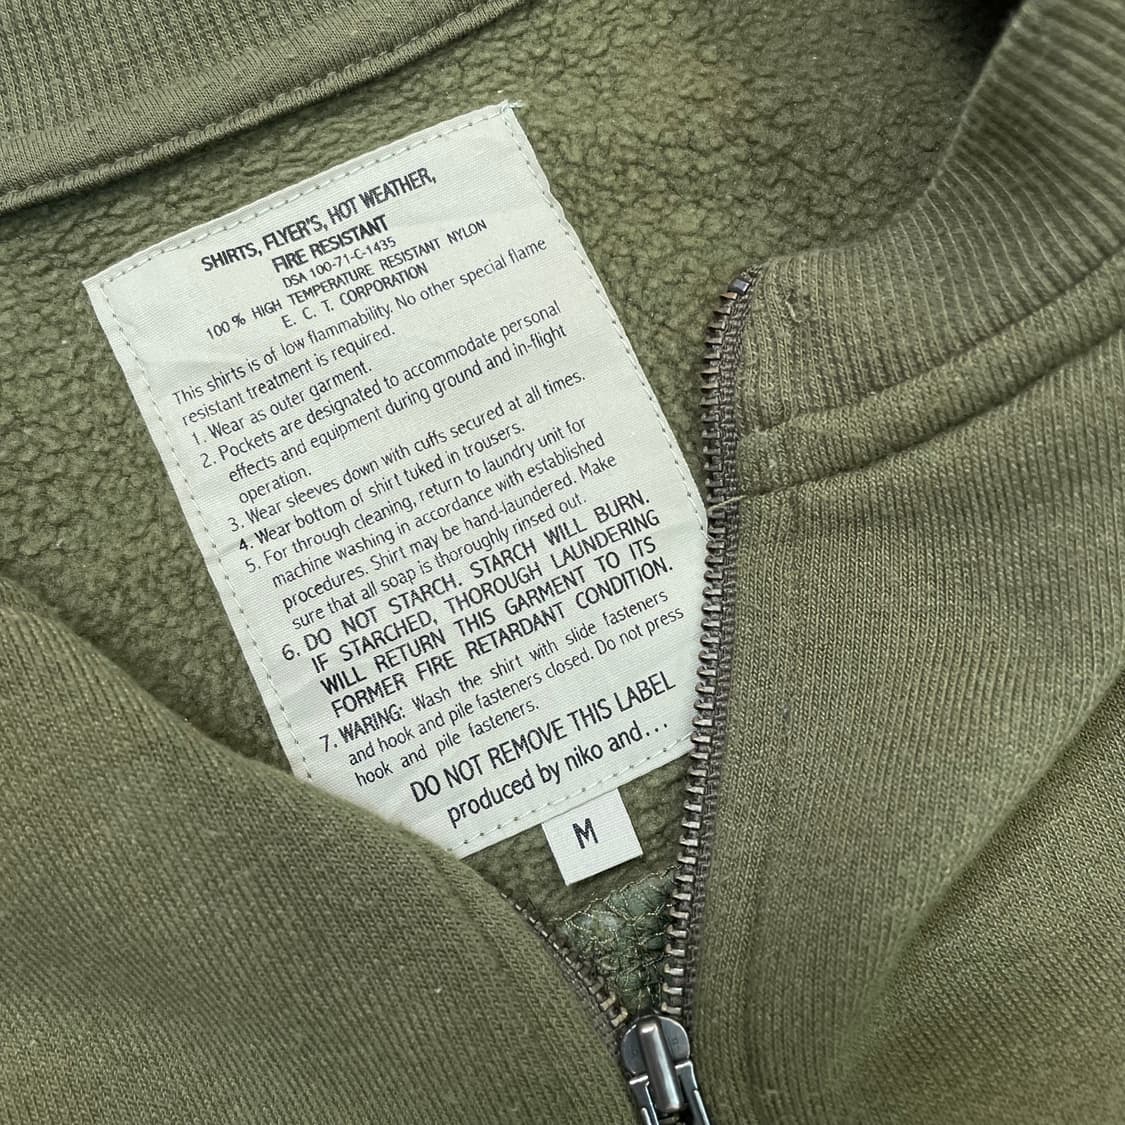 SHIRTS, FLYER'S, HOT WEATHER,
FIRE RESISTANT
DSA 100-71-C-1435
100 % HIGH TEMPERATURE RESISTANT NYLON
E. C. T. CORPORATION
This shirts is of low flammability. No other special flame
resistant treatment is required.
1. Wear as outer garment.
2. Pockets are designated to accommodate personal
effects and equipment during ground and in-flight
operation.
3. Wear sleeves down with cuffs secured at all times.
4. Wear bottom of shirt tuked in trousers.
5. For through cleaning, return to laundry unit for
machine washing in accordance with established
procedures. Shirt may be hand-laundered. Make
sure that all soap is thoroughly rinsed out.
6. DO NOT STARCH. STARCH WILL BURN.
IF STARCHED, THOROUGH LAUNDERING
WILL RETURN THIS GARMENT TO ITS
FORMER FIRE RETARDANT CONDITION.
7. WARING: Wash the shirt with slide fasteners
and hook and pile fasteners closed. Do not press
hook and pile fasteners.
DO NOT REMOVE THIS LABEL
produced by niko and...
M